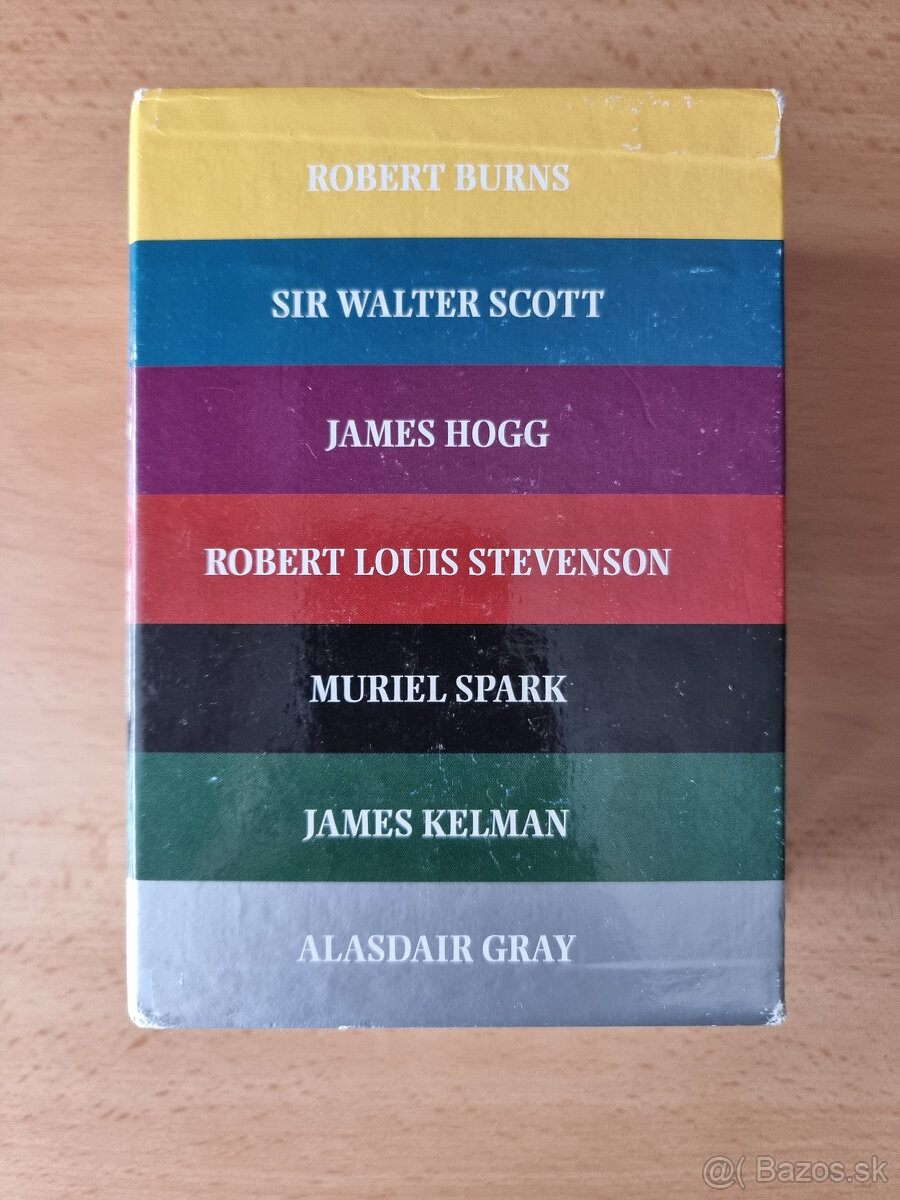 ROBERT BURNS
SIR WALTER SCOTT
JAMES HOGG
ROBERT LOUIS STEVENSON
MURIEL SPARK
JAMES KELMAN
ALASDAIR GRAY
@( Bazos.sk